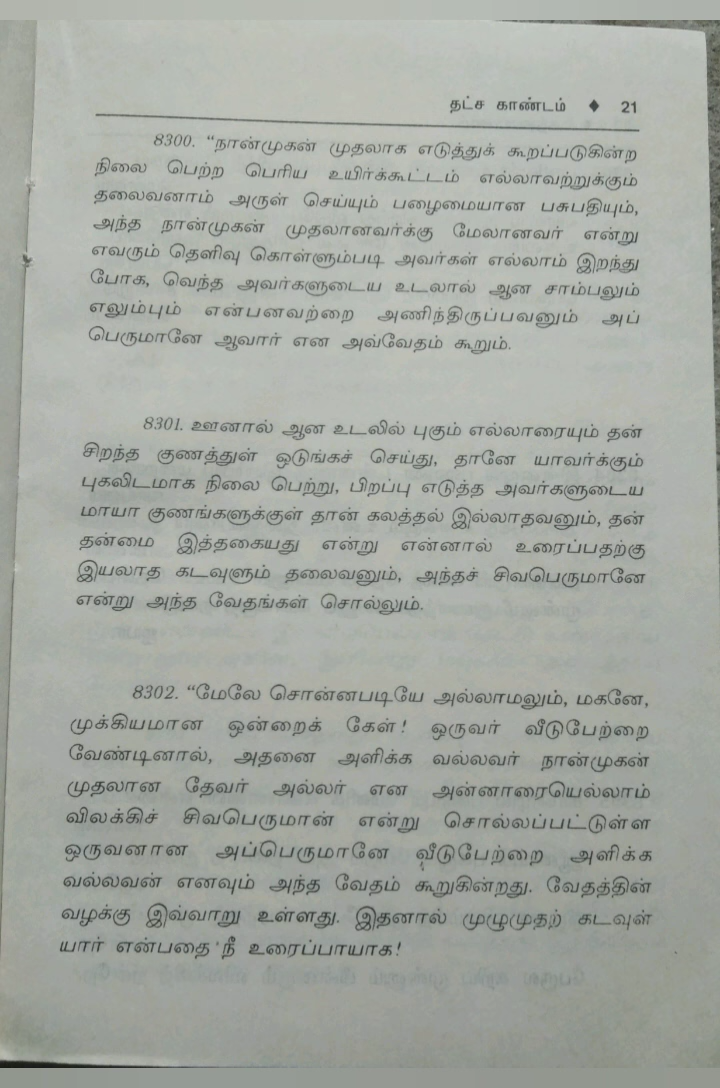 தட்ச காண்டம் ◆ 21
8300. “நான்முகன் முதலாக எடுத்துக் கூறப்படுகின்ற
நிலை பெற்ற பெரிய உயிர்க்கூட்டம் எல்லாவற்றுக்கும்
தலைவனாம் அருள் செய்யும் பழைமையான பசுபதியும்,
அந்த நான்முகன் முதலானவர்க்கு மேலானவர் என்று
எவரும் தெளிவு கொள்ளும்படி அவர்கள் எல்லாம் இறந்து
போக, வெந்த அவர்களுடைய உடலால் ஆன சாம்பலும்
எலும்பும் என்பனவற்றை அணிந்திருப்பவனும் அப்
பெருமானே ஆவார் என அவ்வேதம் கூறும்.
8301. ஊனால் ஆன உடலில் புகும் எல்லாரையும் தன்
சிறந்த குணத்துள் ஒடுங்கச் செய்து, தானே யாவர்க்கும்
புகலிடமாக நிலை பெற்று, பிறப்பு எடுத்த அவர்களுடைய
மாயா குணங்களுக்குள் தான் கலத்தல் இல்லாதவனும், தன்
தன்மை இத்தகையது என்று என்னால் உரைப்பதற்கு
இயலாத கடவுளும் தலைவனும், அந்தச் சிவபெருமானே
என்று அந்த வேதங்கள் சொல்லும்.
8302. “மேலே சொன்னபடியே அல்லாமலும், மகனே,
முக்கியமான ஒன்றைக் கேள்! ஒருவர் வீடுபேற்றை
வேண்டினால், அதனை அளிக்க வல்லவர் நான்முகன்
முதலான தேவர் அல்லர் என அன்னாரையெல்லாம்
விலக்கிச் சிவபெருமான் என்று சொல்லப்பட்டுள்ள
ஒருவனான அப்பெருமானே வீடுபேற்றை அளிக்க
வல்லவன் எனவும் அந்த வேதம் கூறுகின்றது. வேதத்தின்
வழக்கு இவ்வாறு உள்ளது. இதனால் முழுமுதற் கடவுள்
யார் என்பதை நீ உரைப்பாயாக!